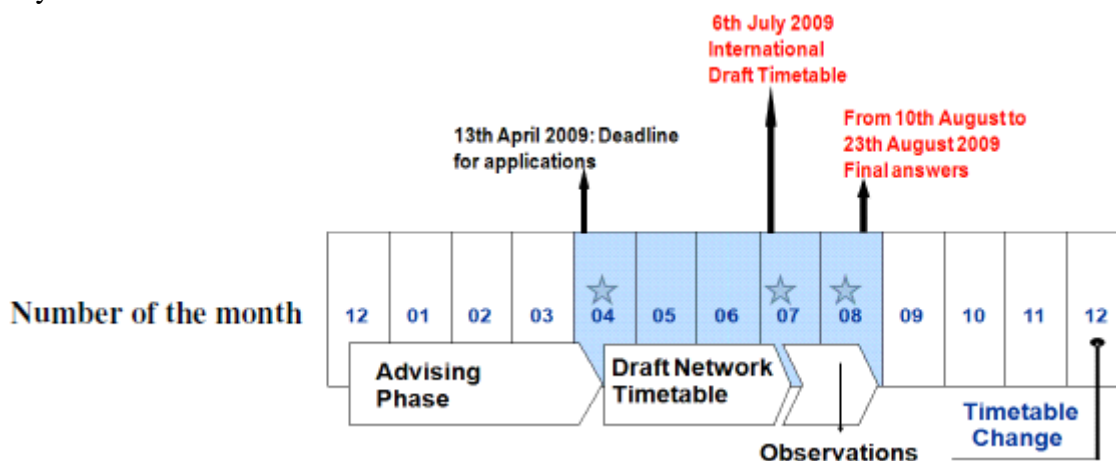 6th July 2009
International
Draft Timetable
13th April 2009: Deadline
for applications
From 10th August to
23th August 2009
Final answers
Number of the month
12 01 02 03 04 05 06 07 08 09 10 11 12
Advising
Phase
Draft Network
Timetable
Observations
Timetable
Change